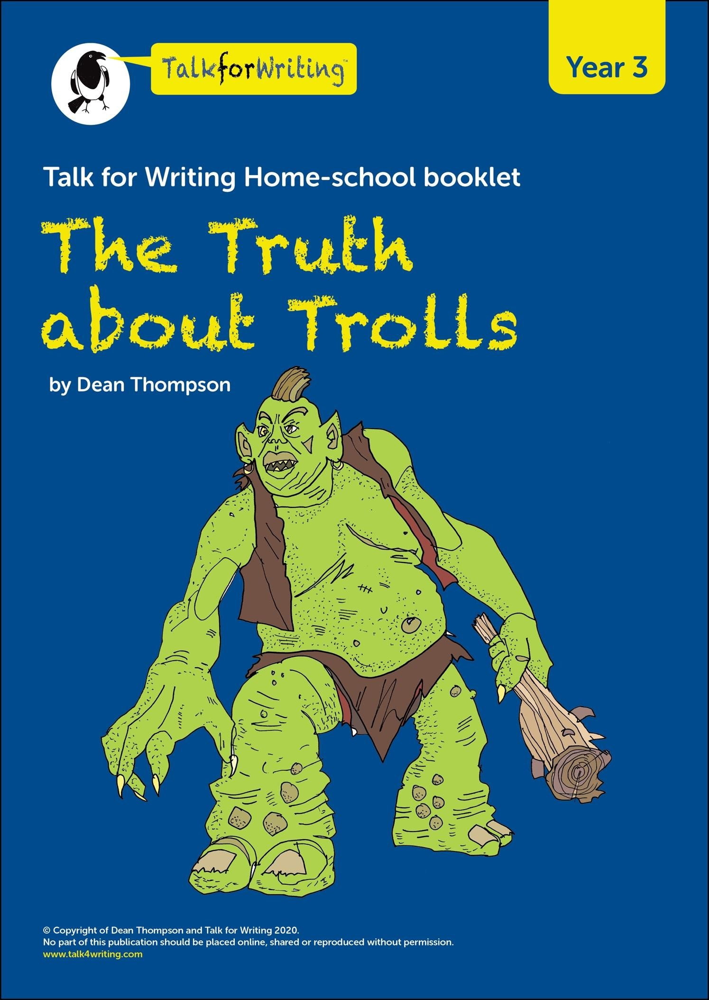 TalkforWriting™
Year 3
Talk for Writing Home-school booklet
The Truth
about Trolls
by Dean Thompson
© Copyright of Dean Thompson and Talk for Writing 2020.
No part of this publication should be placed online, shared or reproduced without permission.
www.talk4writing.com